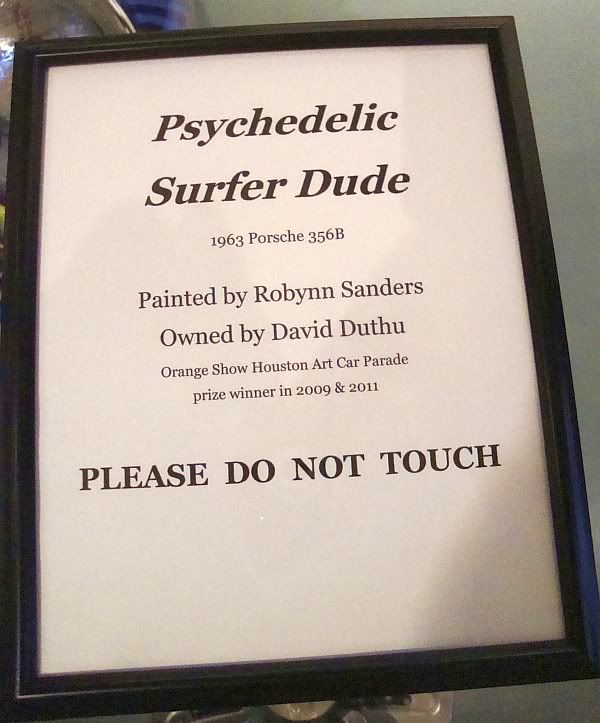 Psychedelic
Surfer Dude
1963 Porsche 356B
Painted by Robynn Sanders
Owned by David Duthu
Orange Show Houston Art Car Parade
prize winner in 2009 & 2011
PLEASE DO NOT TOUCH